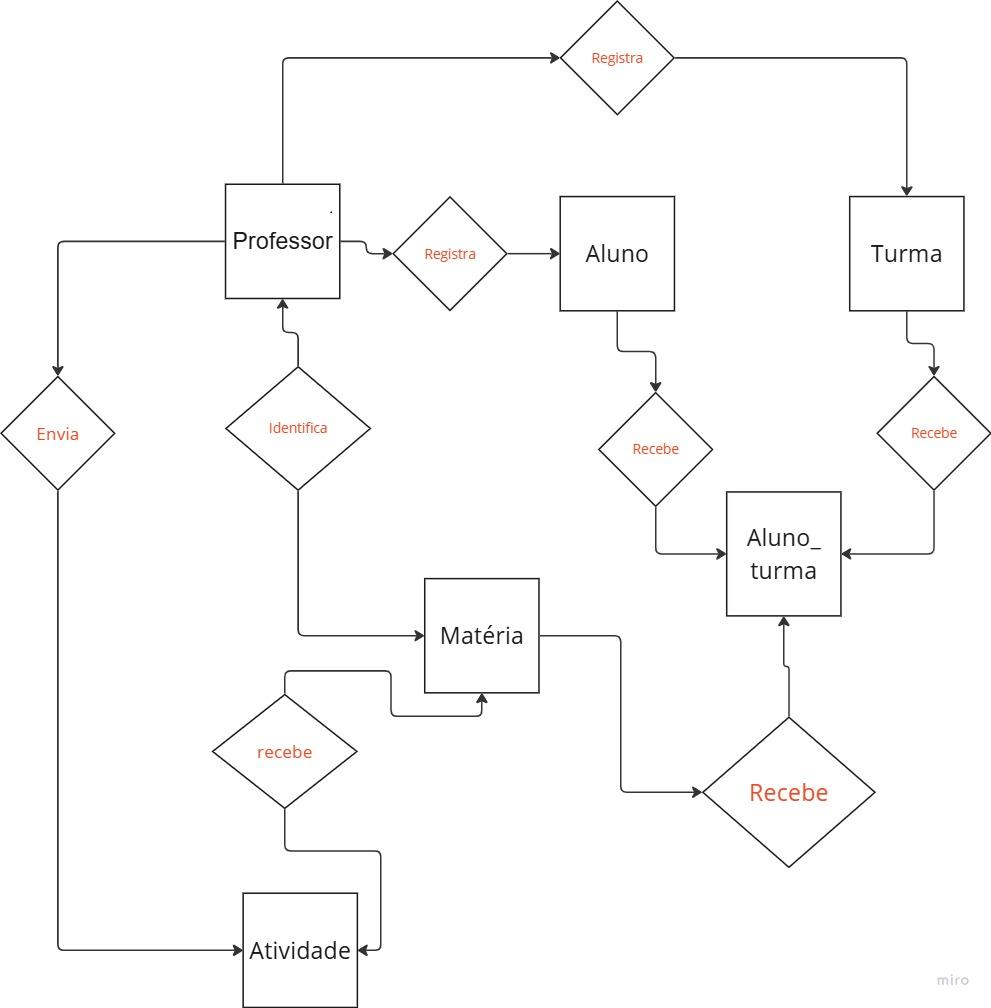 Registra
Professor
Registra
Aluno
Turma
Envia
Identifica
Recebe
Recebe
Aluno_
turma
Matéria
recebe
Recebe
Atividade
miro